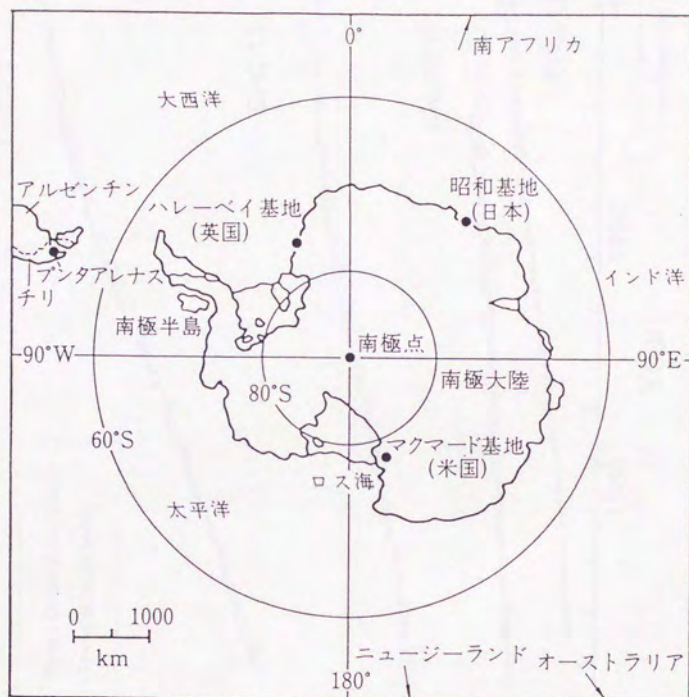 0°
南アフリカ
大西洋
アルゼンチン
ハレーベイ基地
(英国)
昭和基地
(日本)
プンタアレナス
チリ
インド洋
南極半島
南極点
90°W
90°E
80°S
南極大陸
60°S
マクマード基地
(米国)
ロス海
太平洋
0 1000
km
ニュージーランド
オーストラリア
180°